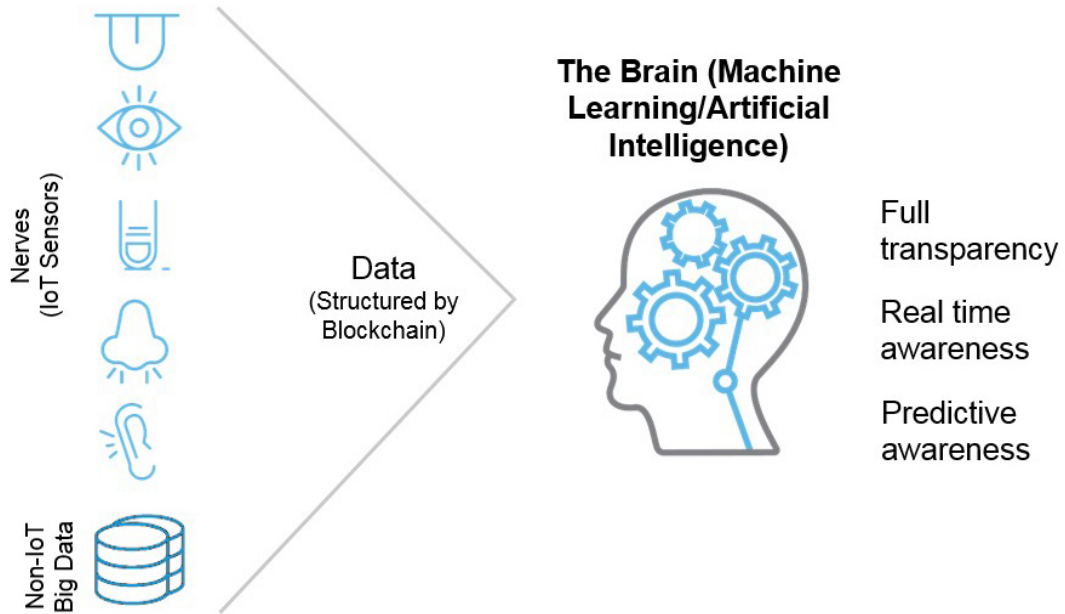 The Brain (Machine
Learning/Artificial
Intelligence)
Nerves
(IoT Sensors)
Data
(Structured by
Blockchain)
Full
transparency
Real time
awareness
Predictive
awareness
Non-IoT
Big Data